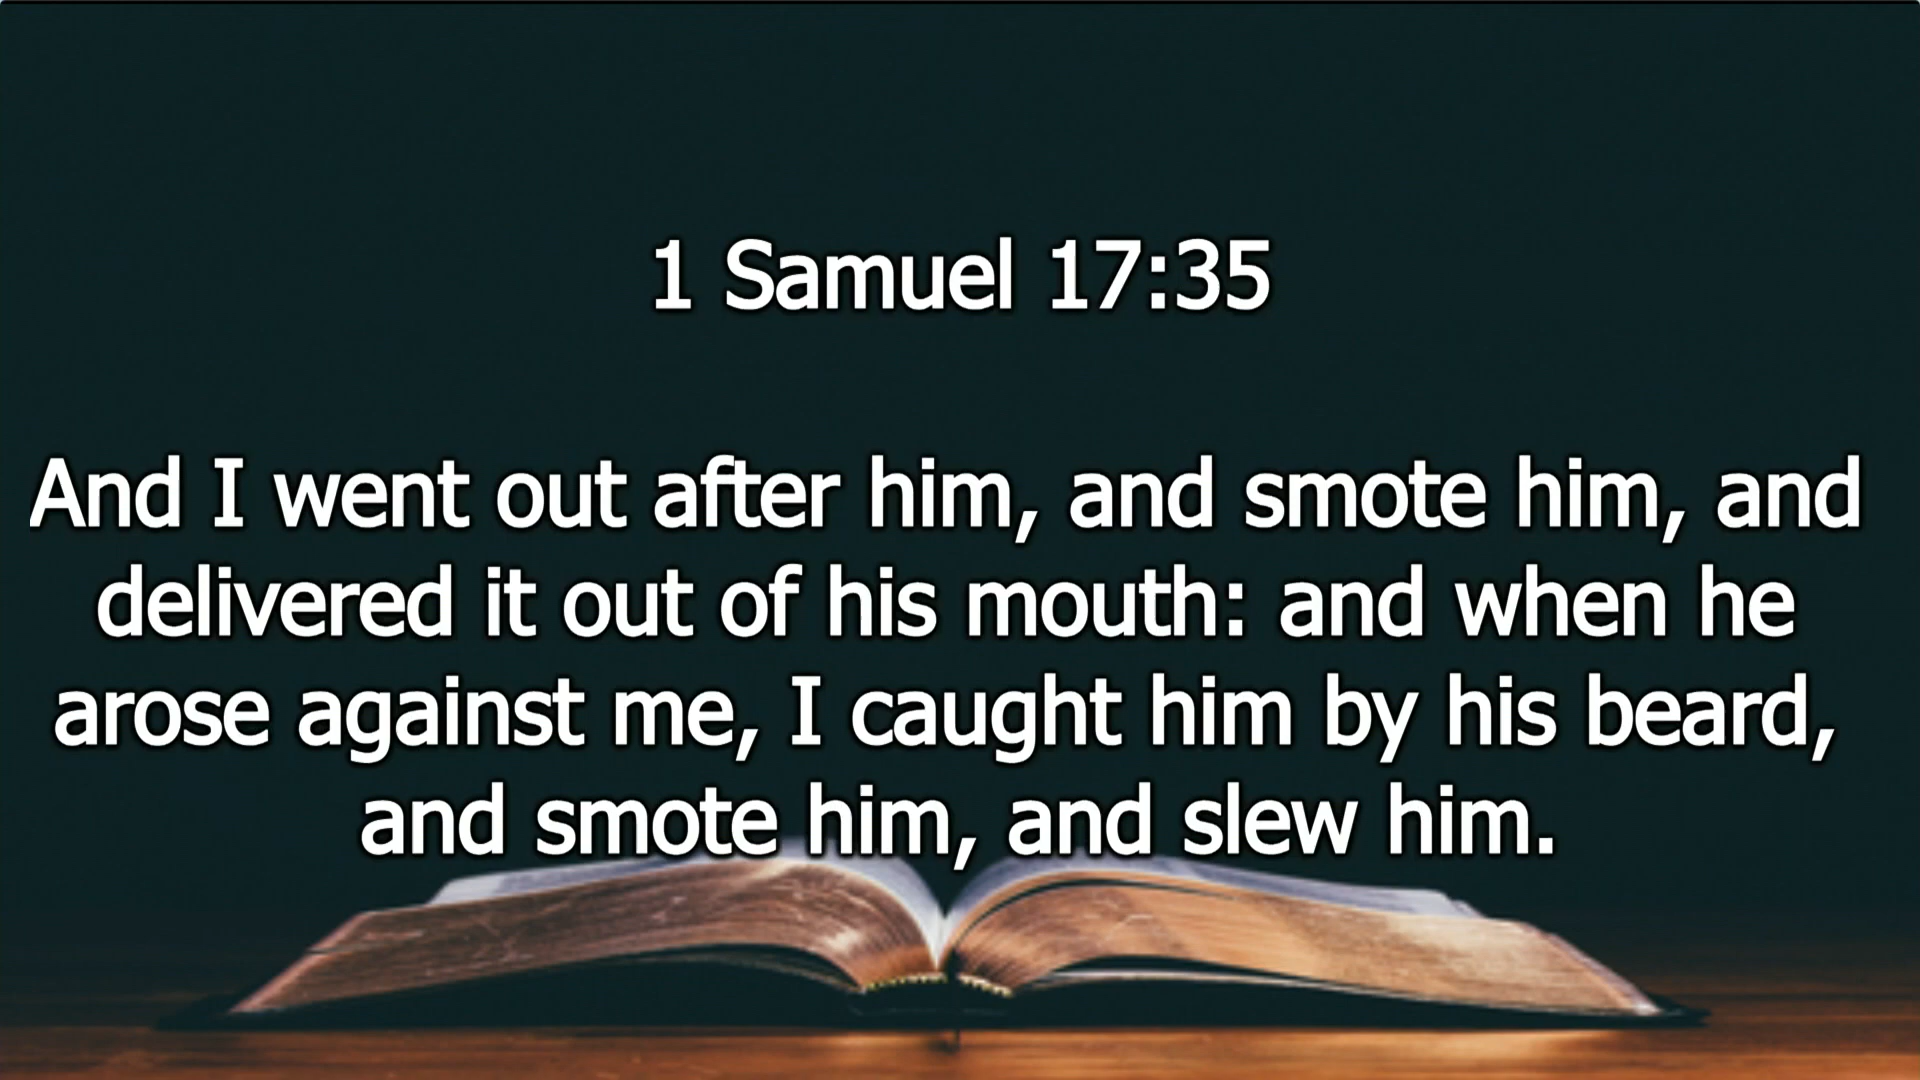 1 Samuel 17:35
And I went out after him, and smote him, and
delivered it out of his mouth: and when he
arose against me, I caught him by his beard,
and smote him, and slew him.